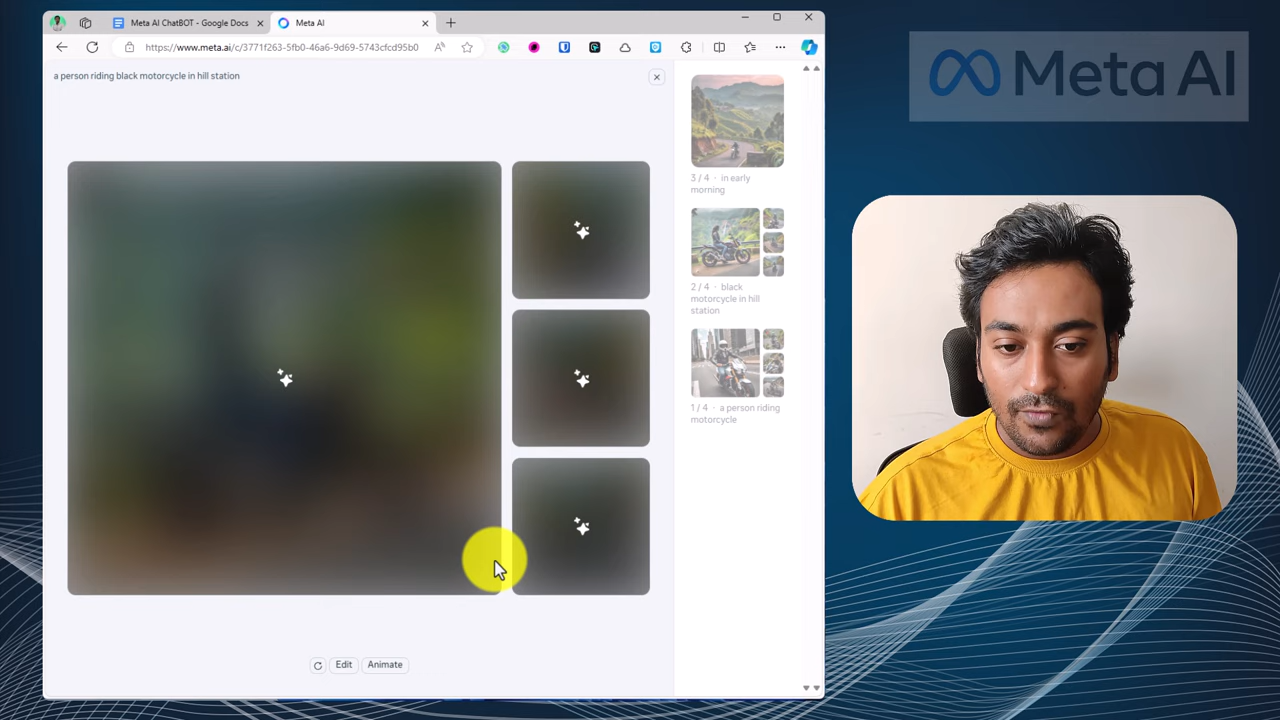 Meta AI ChatBOT - Google Docs
Meta AI
https://www.meta.ai/c/3771f263-5fb0-46a6-9d69-5743cfcd95b0
a person riding black motorcycle in hill station
3 / 4 · in early
morning
2 / 4 · black
motorcycle in hill
station
1 / 4 · a person riding
motorcycle
Edit
Animate
Meta AI